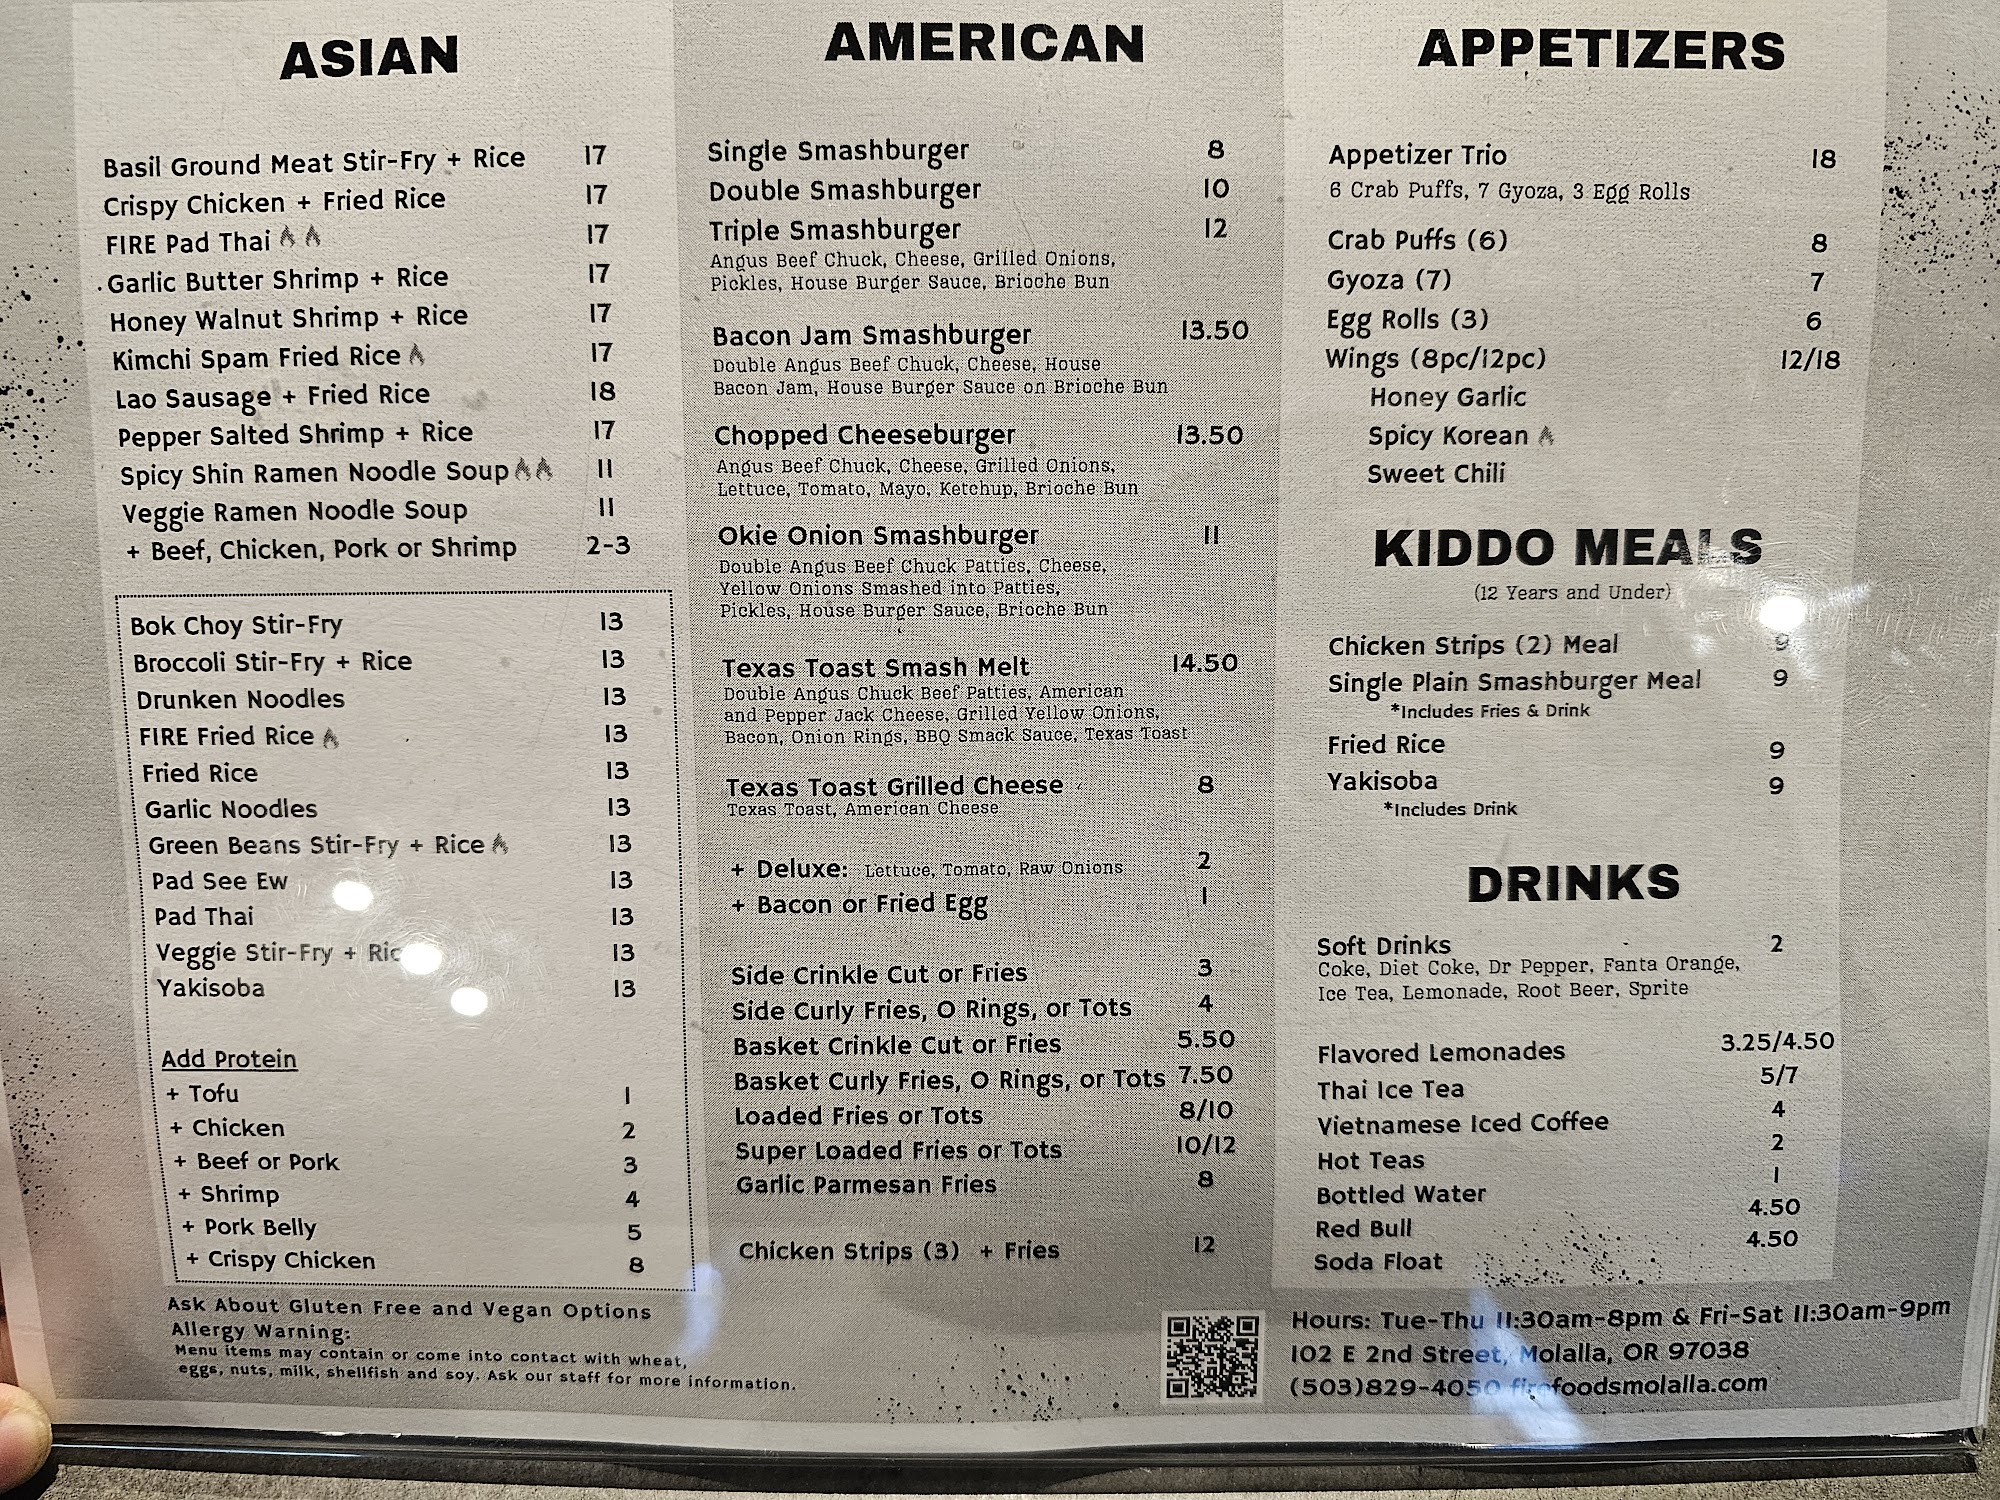 ASIAN
Basil Ground Meat Stir-Fry + Rice 17
Crispy Chicken + Fried Rice 17
FIRE Pad Thai 17
Garlic Butter Shrimp + Rice 17
Honey Walnut Shrimp + Rice 17
Kimchi Spam Fried Rice 17
Lao Sausage + Fried Rice 18
Pepper Salted Shrimp + Rice 17
Spicy Shin Ramen Noodle Soup 11
Veggie Ramen Noodle Soup 11
+ Beef, Chicken, Pork or Shrimp 2-3
Bok Choy Stir-Fry 13
Broccoli Stir-Fry + Rice 13
Drunken Noodles 13
FIRE Fried Rice 13
Fried Rice 13
Garlic Noodles 13
Green Beans Stir-Fry + Rice 13
Pad See Ew 13
Pad Thai 13
Veggie Stir-Fry + Ric 13
Yakisoba 13
Add Protein
+ Tofu 1
+ Chicken 2
+ Beef or Pork 3
+ Shrimp 4
+ Pork Belly 5
+ Crispy Chicken 8
Ask About Gluten Free and Vegan Options
Allergy Warning:
Menu items may contain or come into contact with wheat,
eggs, nuts, milk, shellfish and soy. Ask our staff for more information.
AMERICAN
Single Smashburger 8
Double Smashburger 10
Triple Smashburger 12
Angus Beef Chuck, Cheese, Grilled Onions,
Pickles, House Burger Sauce, Brioche Bun
Bacon Jam Smashburger 13.50
Double Angus Beef Chuck, Cheese, House
Bacon Jam, House Burger Sauce on Brioche Bun
Chopped Cheeseburger 13.50
Angus Beef Chuck, Cheese, Grilled Onions,
Lettuce, Tomato, Mayo, Ketchup, Brioche Bun
Okie Onion Smashburger 11
Double Angus Beef Chuck Patties, Cheese,
Yellow Onions Smashed into Patties,
Pickles, House Burger Sauce, Brioche Bun
Texas Toast Smash Melt 14.50
Double Angus Chuck Beef Patties, American
and Pepper Jack Cheese, Grilled Yellow Onions,
Bacon, Onion Rings, BBQ Smack Sauce, Texas Toast
Texas Toast Grilled Cheese 8
Texas Toast, American Cheese
+ Deluxe: Lettuce, Tomato, Raw Onions 2
+ Bacon or Fried Egg 1
Side Crinkle Cut or Fries 3
Side Curly Fries, O Rings, or Tots 4
Basket Crinkle Cut or Fries 5.50
Basket Curly Fries, O Rings, or Tots 7.50
Loaded Fries or Tots 8/10
Super Loaded Fries or Tots 10/12
Garlic Parmesan Fries 8
Chicken Strips (3) + Fries 12
APPETIZERS
Appetizer Trio 18
6 Crab Puffs, 7 Gyoza, 3 Egg Rolls
Crab Puffs (6) 8
Gyoza (7) 7
Egg Rolls (3) 6
Wings (8pc/12pc) 12/18
Honey Garlic
Spicy Korean
Sweet Chili
KIDDO MEALS
(12 Years and Under)
Chicken Strips (2) Meal 9
Single Plain Smashburger Meal 9
*Includes Fries & Drink
Fried Rice 9
Yakisoba 9
*Includes Drink
DRINKS
Soft Drinks 2
Coke, Diet Coke, Dr Pepper, Fanta Orange,
Ice Tea, Lemonade, Root Beer, Sprite
Flavored Lemonades 3.25/4.50
Thai Ice Tea 5/7
Vietnamese Iced Coffee 4
Hot Teas 2
Bottled Water 1
Red Bull 4.50
Soda Float 4.50
Hours: Tue-Thu 11:30am-8pm & Fri-Sat 11:30am-9pm
102 E 2nd Street, Molalla, OR 97038
(503)829-4050 firefoodsmolalla.com